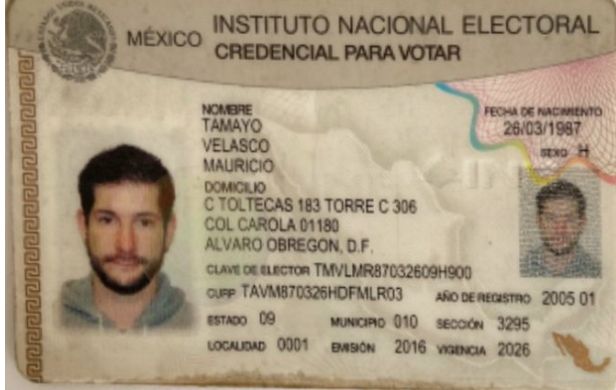 MÉXICO
INSTITUTO NACIONAL ELECTORAL
CREDENCIAL PARA VOTAR
NOMBRE
TAMAYO
VELASCO
MAURICIO
FECHA DE NACIMIENTO
26/03/1987
SEXO H
DOMICILIO
C TOLTECAS 183 TORRE C 306
COL CAROLA 01180
ALVARO OBREGON, D.F.
CLAVE DE ELECTOR TMVLMR87032609H900
CURP TAVM870326HDFMLR03 AÑO DE REGISTRO 2005 01
ESTADO 09 MUNICIPIO 010 SECCIÓN 3295
LOCALIDAD 0001 EMISIÓN 2016 VIGENCIA 2026